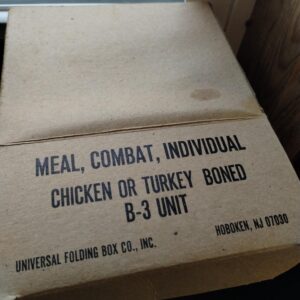 MEAL, COMBAT, INDIVIDUAL
CHICKEN OR TURKEY BONED
B-3 UNIT
UNIVERSAL FOLDING BOX CO., INC.
HOBOKEN, NJ 07030